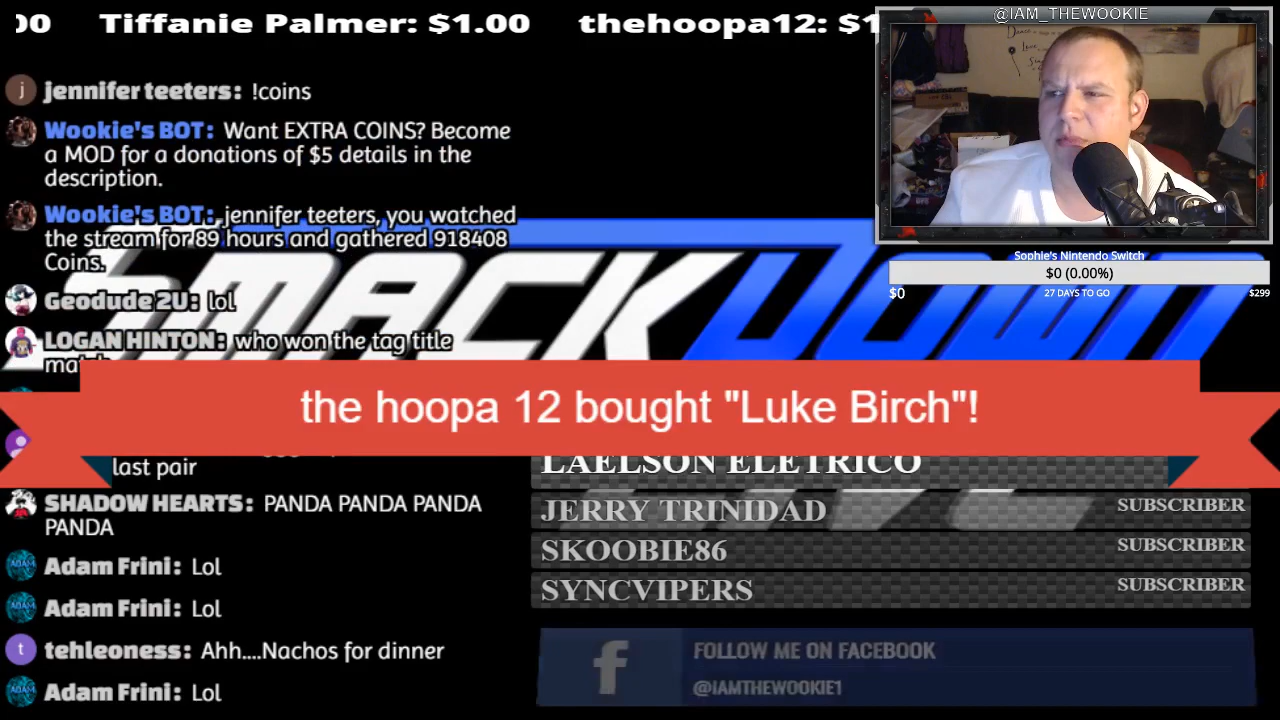 00 Tiffanie Palmer: $1.00 thehoopa12: $1
@IAM_THEWOOKIE
jennifer teeters: !coins
Wookie's BOT: Want EXTRA COINS? Become
a MOD for a donations of $5 details in the
description.
Wookie's BOT: jennifer teeters, you watched
the stream for 89 hours and gathered 918408
Coins.
Geodude 2U: lol
LOGAN HINTON: who won the tag title
last pair
SHADOW HEARTS: PANDA PANDA PANDA
PANDA
Adam Frini: Lol
Adam Frini: Lol
tehleoness: Ahh....Nachos for dinner
Adam Frini: Lol
SMACKDOWN
Sophie's Nintendo Switch
$0 (0.00%)
$0 27 DAYS TO GO $299
the hoopa 12 bought "Luke Birch"!
LAELSON ELETRICO
JERRY TRINIDAD SUBSCRIBER
SKOOBIE86 SUBSCRIBER
SYNCVIPERS SUBSCRIBER
FOLLOW ME ON FACEBOOK
@IAMTHEWOOKIE1